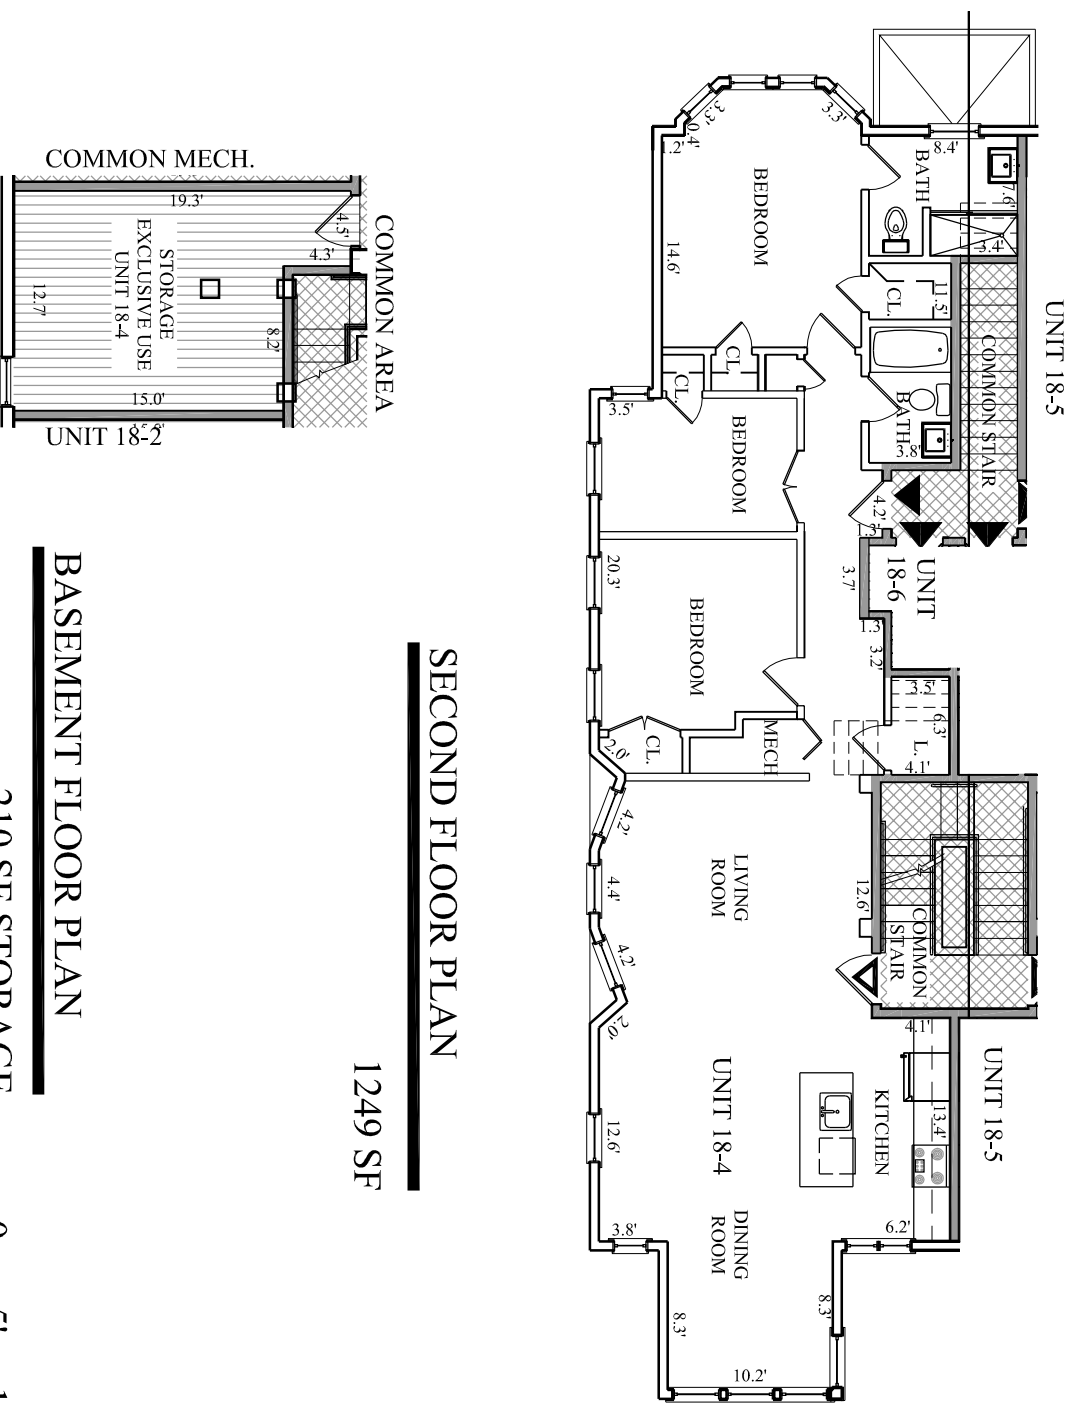 COMMON MECH.
19.3'
4.5'
4.3'
STORAGE
EXCLUSIVE USE
UNIT 18-4
12.7'
8.2'
15.0'
UNIT 18-2
COMMON AREA
BASEMENT FLOOR PLAN
210 SF STORAGE
SECOND FLOOR PLAN
1249 SF
3.3'
3.3'
0.4'
1.2'
BEDROOM
14.6'
BATH
8.4'
7.6'
3.4'
CL.
11.5'
UNIT 18-5
COMMON STAIR
CL.
CL.
3.5'
BEDROOM
BATH
3.8'
4.2'
1.3'
3.7'
UNIT
18-6
1.3'
3.2'
20.3'
BEDROOM
3.5'
6.3'
L.
4.1'
2.0'
CL.
MECH
4.2'
4.4'
4.2'
2.0'
LIVING
ROOM
12.6'
COMMON
STAIR
4.1'
UNIT 18-5
UNIT 18-4
KITCHEN
13.4'
12.6'
DINING
ROOM
6.2'
3.8'
8.3'
8.3'
10.2'